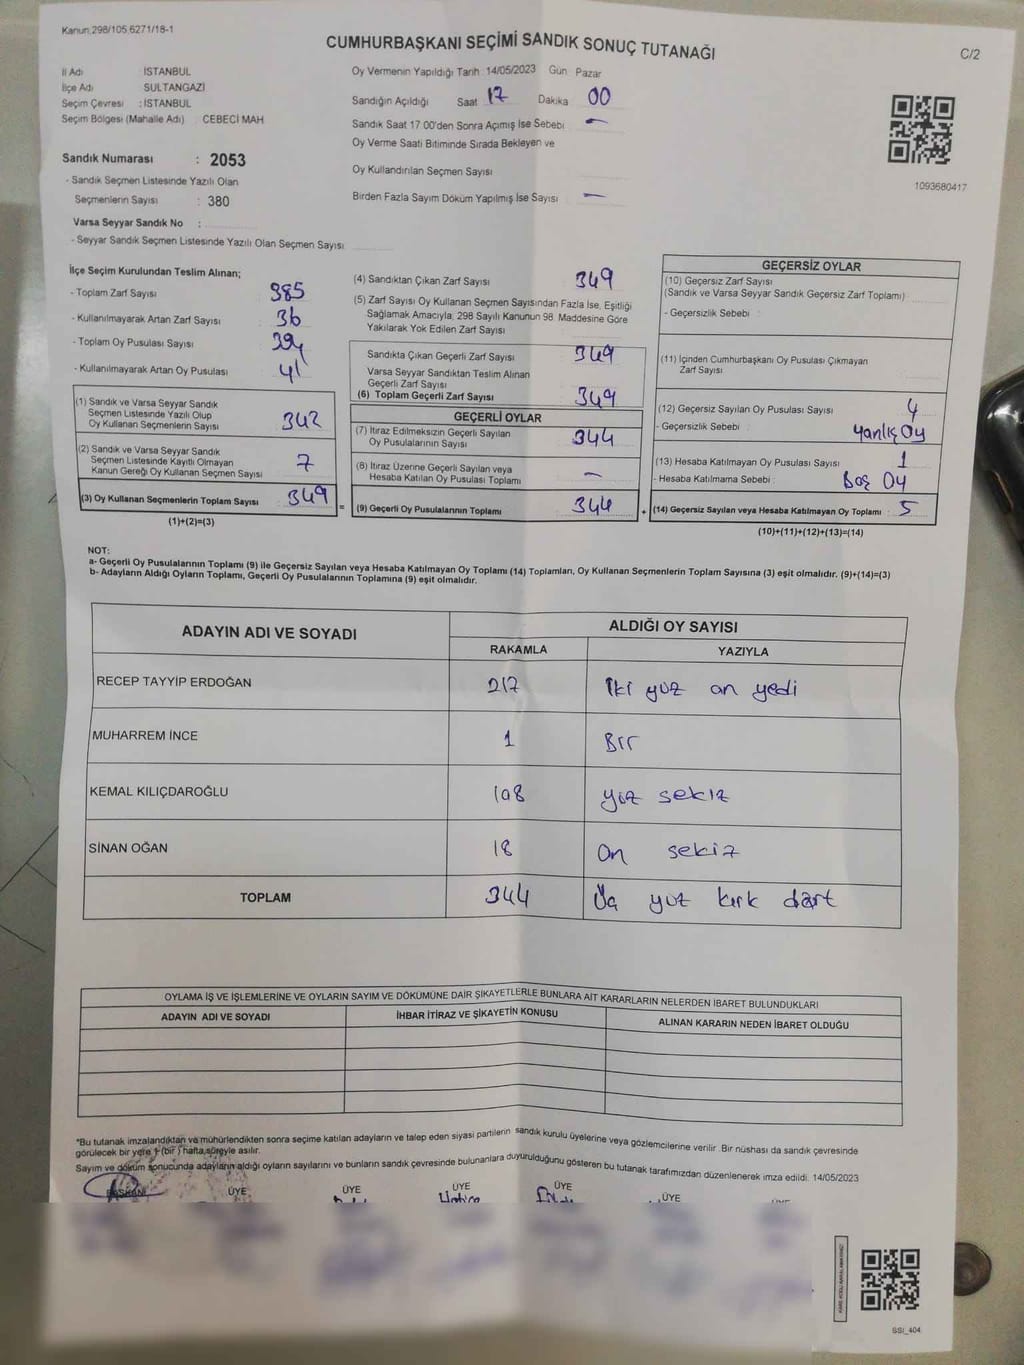 Kanun.298/105,6271/18-1
CUMHURBAŞKANI SEÇİMİ SANDIK SONUÇ TUTANAĞI
C/2
İl Adı İSTANBUL
İlçe Adı SULTANGAZİ
Seçim Çevresi : İSTANBUL
Seçim Bölgesi (Mahalle Adı) CEBECİ MAH
Sandık Numarası : 2053
- Sandık Seçmen Listesinde Yazılı Olan
Seçmenlerin Sayısı : 380
Varsa Seyyar Sandık No :
- Seyyar Sandık Seçmen Listesinde Yazılı Olan Seçmen Sayısı
Oy Vermenin Yapıldığı Tarih 14/05/2023 Gün Pazar
Sandığın Açıldığı Saat 17 Dakika 00
Sandık Saat 17.00'den Sonra Açımış İse Sebebi –
Oy Verme Saati Bitiminde Sırada Bekleyen ve
Oy Kullandırılan Seçmen Sayısı
Birden Fazla Sayım Döküm Yapılmış İse Sayısı –
1093680417
İlçe Seçim Kurulundan Teslim Alınan;
- Toplam Zarf Sayısı 385
- Kullanılmayarak Artan Zarf Sayısı 36
- Toplam Oy Pusulası Sayısı
- Kullanılmayarak Artan Oy Pusulası 41
(1) Sandık ve Varsa Seyyar Sandık
Seçmen Listesinde Yazılı Olup
Oy Kullanan Seçmenlerin Sayısı 342
(2) Sandık ve Varsa Seyyar Sandık
Seçmen Listesinde Kayıtlı Olmayan
Kanun Gereği Oy Kullanan Seçmen Sayısı 7
(3) Oy Kullanan Seçmenlerin Toplam Sayısı 349
(1)+(2)=(3)
(4) Sandıktan Çıkan Zarf Sayısı 349
(5) Zarf Sayısı Oy Kullanan Seçmen Sayısından Fazla İse, Eşitliği
Sağlamak Amacıyla, 298 Sayılı Kanunun 98. Maddesine Göre
Yakılarak Yok Edilen Zarf Sayısı
Sandıkta Çıkan Geçerli Zarf Sayısı 349
Varsa Seyyar Sandıktan Teslim Alınan
Geçerli Zarf Sayısı
(6) Toplam Geçerli Zarf Sayısı 349
GEÇERLİ OYLAR
(7) İtiraz Edilmeksizin Geçerli Sayılan
Oy Pusulalarının Sayısı 344
(8) İtiraz Üzerine Geçerli Sayılan veya
Hesaba Katılan Oy Pusulası Toplamı –
= (9) Geçerli Oy Pusulalarının Toplamı 344 +
GEÇERSİZ OYLAR
(10) Geçersiz Zarf Sayısı
(Sandık ve Varsa Seyyar Sandık Geçersiz Zarf Toplamı)
- Geçersizlik Sebebi :
(11) İçinden Cumhurbaşkanı Oy Pusulası Çıkmayan
Zarf Sayısı
(12) Geçersiz Sayılan Oy Pusulası Sayısı 4
- Geçersizlik Sebebi : Yanlış Oy
(13) Hesaba Katılmayan Oy Pusulası Sayısı 1
- Hesaba Katılmama Sebebi : Boş Oy
(14) Geçersiz Sayılan veya Hesaba Katılmayan Oy Toplamı : 5
(10)+(11)+(12)+(13)=(14)
NOT:
a- Geçerli Oy Pusulalarının Toplamı (9) ile Geçersiz Sayılan veya Hesaba Katılmayan Oy Toplamı (14) Toplamları, Oy Kullanan Seçmenlerin Toplam Sayısına (3) eşit olmalıdır. (9)+(14)=(3)
b- Adayların Aldığı Oyların Toplamı, Geçerli Oy Pusulalarının Toplamına (9) eşit olmalıdır.
ADAYIN ADI VE SOYADI ALDIĞI OY SAYISI
RAKAMLA YAZIYLA
RECEP TAYYİP ERDOĞAN 217 İki yüz on yedi
MUHARREM İNCE 1 Bir
KEMAL KILIÇDAROĞLU 108 yüz sekiz
SİNAN OĞAN 18 on sekiz
TOPLAM 344 Üç yüz kırk dört
OYLAMA İŞ VE İŞLEMLERİNE VE OYLARIN SAYIM VE DÖKÜMÜNE DAİR ŞİKAYETLERLE BUNLARA AİT KARARLARIN NELERDEN İBARET BULUNDUKLARI
ADAYIN ADI VE SOYADI İHBAR İTİRAZ VE ŞİKAYETİN KONUSU ALINAN KARARIN NEDEN İBARET OLDUĞU
*Bu tutanak imzalandıktan ve mühürlendikten sonra seçime katılan adayların ve talep eden siyasi partilerin sandık kurulu üyelerine veya gözlemcilerine verilir. Bir nüshası da sandık çevresinde
görülecek bir yere 1 (bir) hafta süreyle asılır.
Sayım ve döküm sonucunda adayların aldığı oyların sayılarını ve bunların sandık çevresinde bulunanlara duyurulduğunu gösteren bu tutanak tarafımızdan düzenlenerek imza edildi. 14/05/2023
BAŞKAN ÜYE ÜYE ÜYE ÜYE ÜYE
SSI_404